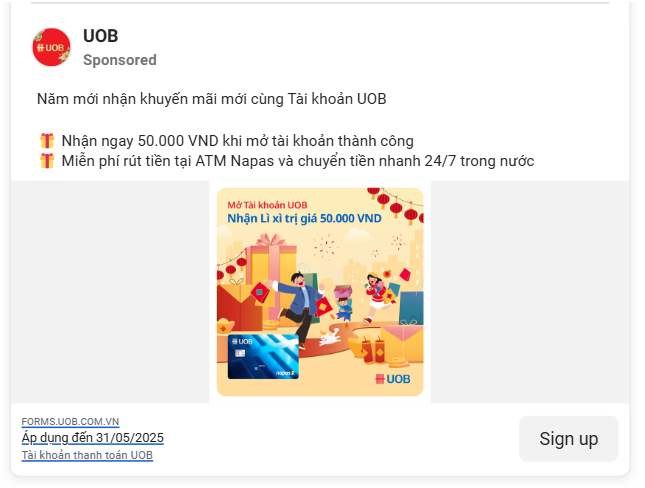 UOB
UOB
Sponsored
Năm mới nhận khuyến mãi mới cùng Tài khoản UOB
Nhận ngay 50.000 VND khi mở tài khoản thành công
Miễn phí rút tiền tại ATM Napas và chuyển tiền nhanh 24/7 trong nước
Mở Tài khoản UOB
Nhận Lì xì trị giá 50.000 VND
UOB
napas
UOB
FORMS.UOB.COM.VN
Áp dụng đến 31/05/2025
Tài khoản thanh toán UOB
Sign up